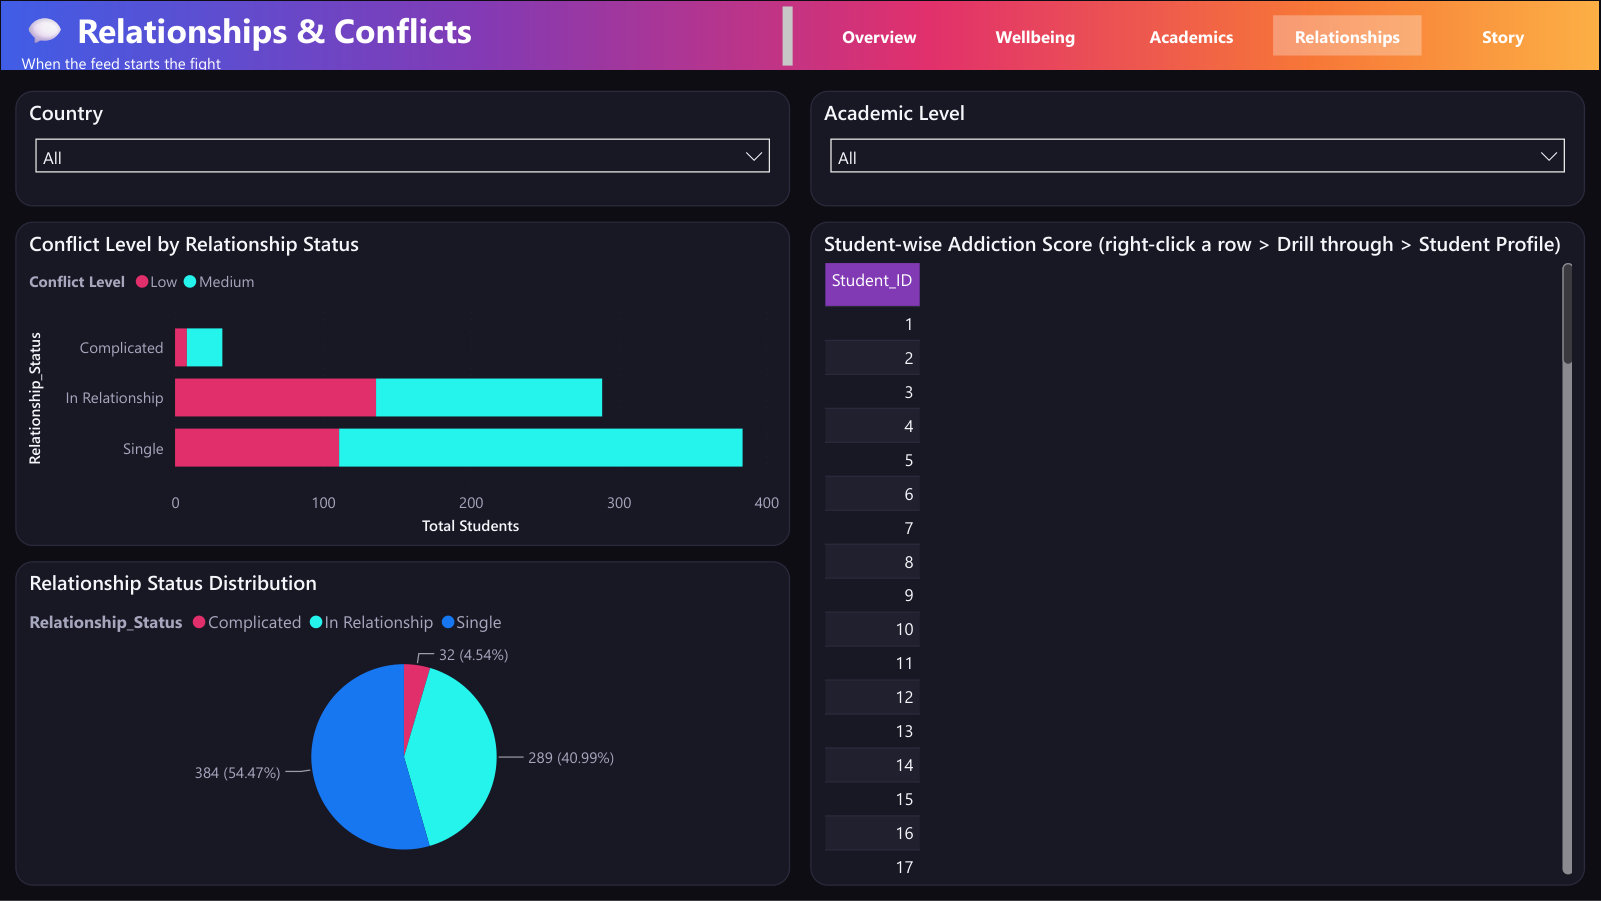 Relationships & Conflicts
When the feed starts the fight
Overview
Wellbeing
Academics
Relationships
Story
Country
All
Academic Level
All
Conflict Level by Relationship Status
Conflict Level Low Medium
Relationship_Status
Complicated
In Relationship
Single
0 100 200 300 400
Total Students
Relationship Status Distribution
Relationship_Status Complicated In Relationship Single
32 (4.54%)
289 (40.99%)
384 (54.47%)
Student-wise Addiction Score (right-click a row > Drill through > Student Profile)
Student_ID
1
2
3
4
5
6
7
8
9
10
11
12
13
14
15
16
17